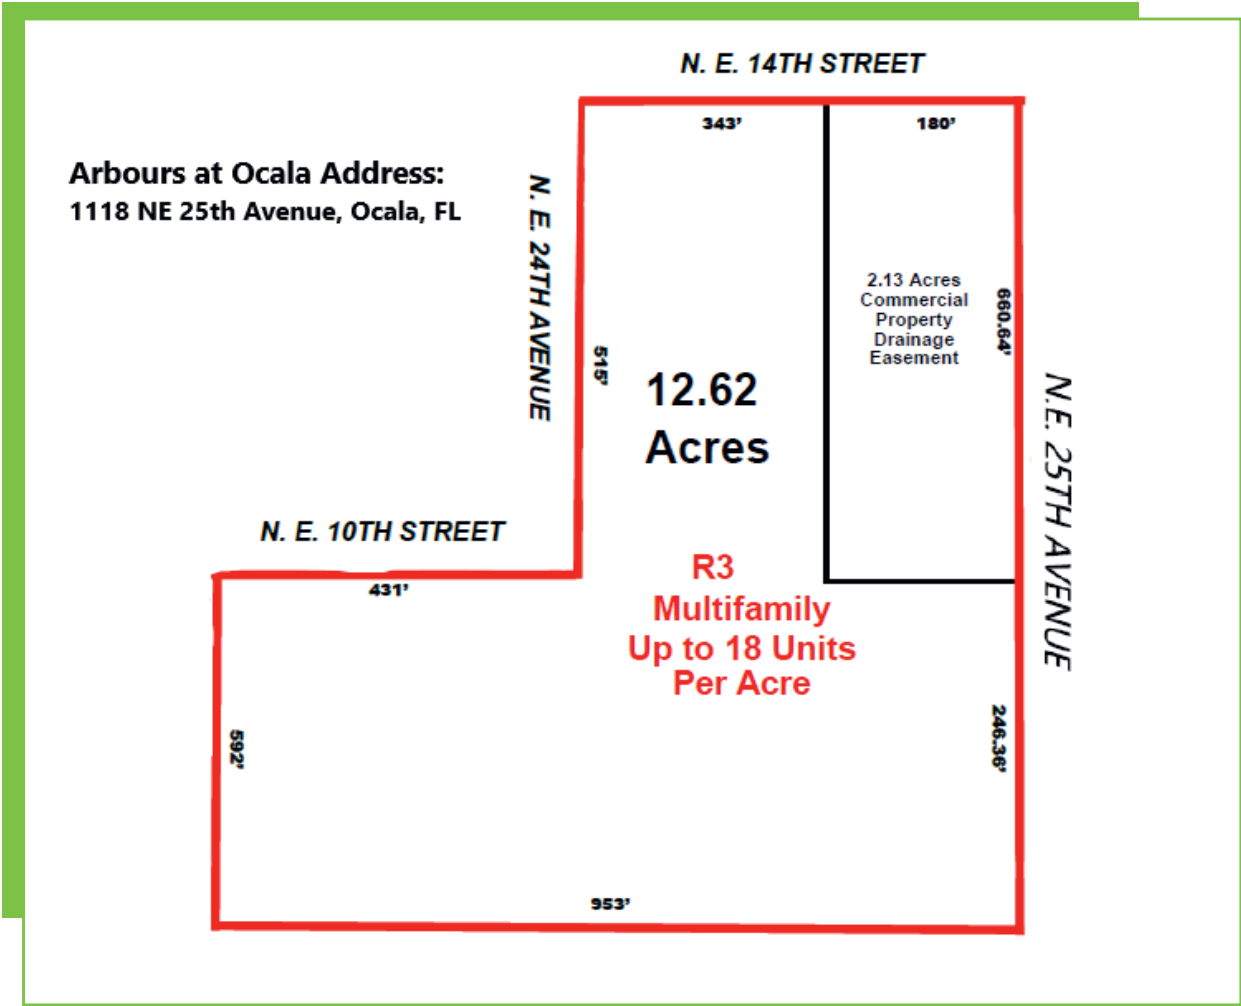 N. E. 14TH STREET
343’
180’
Arbours at Ocala Address:
1118 NE 25th Avenue, Ocala, FL
N. E. 24TH AVENUE
515’
12.62
Acres
2.13 Acres
Commercial
Property
Drainage
Easement
660.64’
N.E. 25TH AVENUE
N. E. 10TH STREET
431’
R3
Multifamily
Up to 18 Units
Per Acre
592’
246.36’
953’